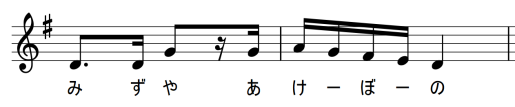 み ず や あ け ー ぼ ー の